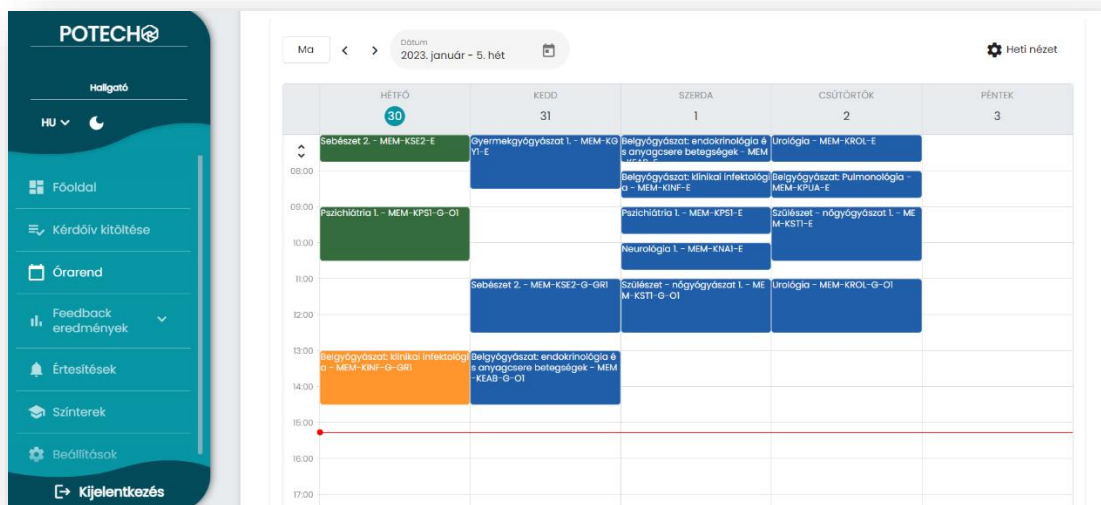 POTECH
Hallgató
HU
Főoldal
Kérdőív kitöltése
Órarend
Feedback
eredmények
Értesítések
Színterek
Beállítások
Kijelentkezés
Ma
Dátum
2023. január - 5. hét
Heti nézet
HÉTFŐ
KEDD
SZERDA
CSÜTÖRTÖK
PÉNTEK
30
31
1
2
3
08:00
09:00
10:00
11:00
12:00
13:00
14:00
15:00
16:00
17:00
Sebészet 2. - MEM-KSE2-E
Pszichiátria 1. - MEM-KPS1-G-O1
Belgyógyászat: klinikai infektológi
a - MEM-KINF-G-GR1
Gyermekgyógyászat 1. - MEM-KG
Y1-E
Sebészet 2. - MEM-KSE2-G-GR1
Belgyógyászat: endokrinológia é
s anyagcsere betegségek - MEM
-KEAB-G-O1
Belgyógyászat: endokrinológia é
s anyagcsere betegségek - MEM
-KEAB-E
Belgyógyászat: klinikai infektológi
a - MEM-KINF-E
Pszichiátria 1. - MEM-KPS1-E
Neurológia 1. - MEM-KNA1-E
Szülészet - nőgyógyászat 1. - ME
M-KST1-G-O1
Urológia - MEM-KROL-E
Belgyógyászat: Pulmonológia -
MEM-KPUA-E
Szülészet - nőgyógyászat 1. - ME
M-KST1-E
Urológia - MEM-KROL-G-O1